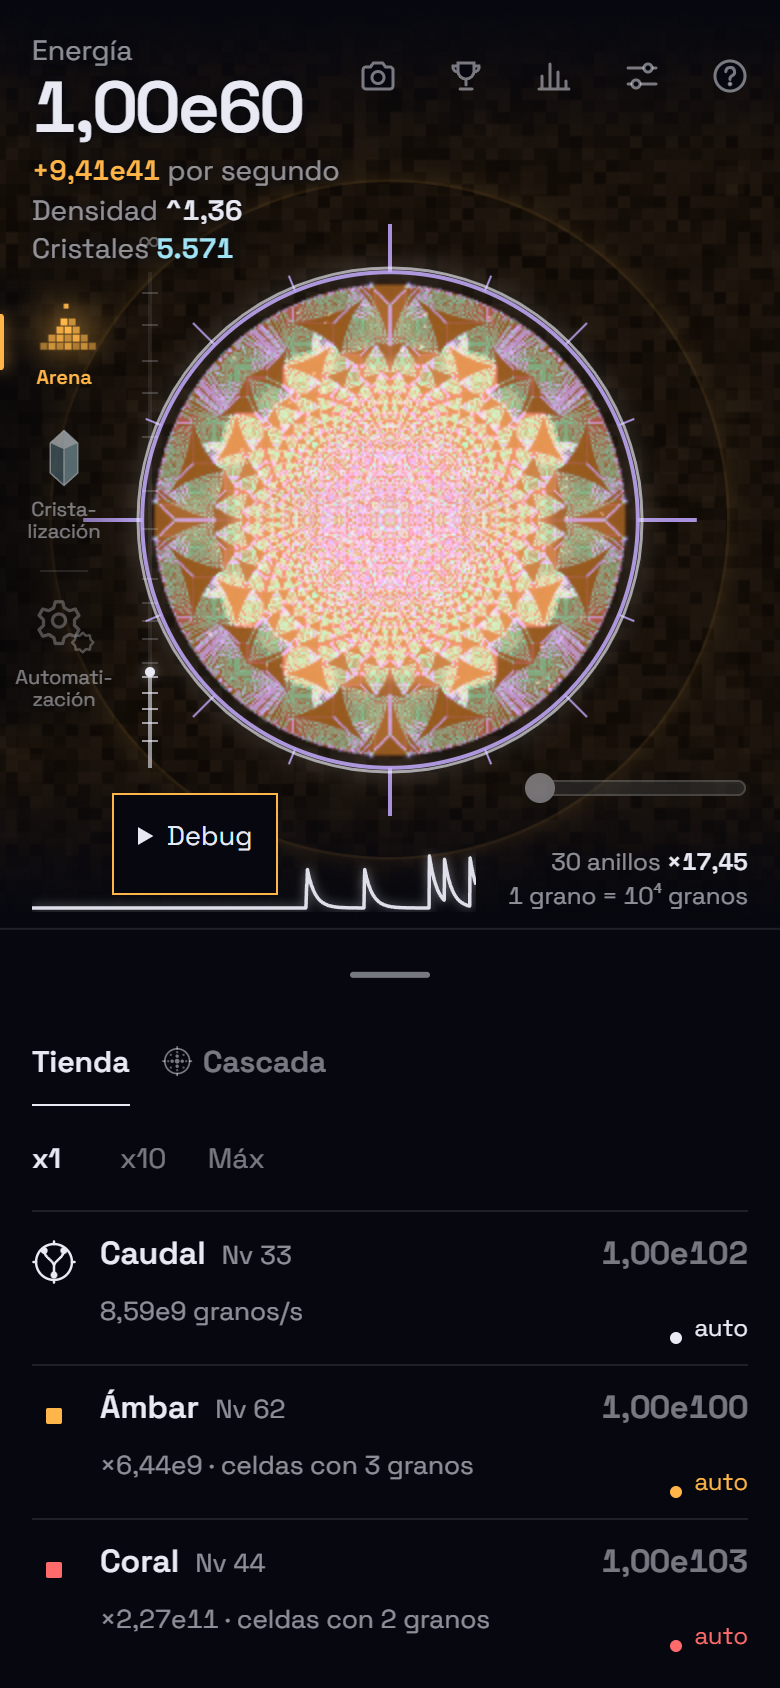 Energía
1,00e60
+9,41e41 por segundo
Densidad ^1,36
Cristales 5.571
∞
Arena
Crista-
lización
Automati-
zación
▶ Debug
30 anillos ×17,45
1 grano = 10⁴ granos
Tienda Cascada
x1 x10 Máx
Caudal Nv 33 1,00e102
8,59e9 granos/s
auto
Ámbar Nv 62 1,00e100
×6,44e9 · celdas con 3 granos
auto
Coral Nv 44 1,00e103
×2,27e11 · celdas con 2 granos
auto